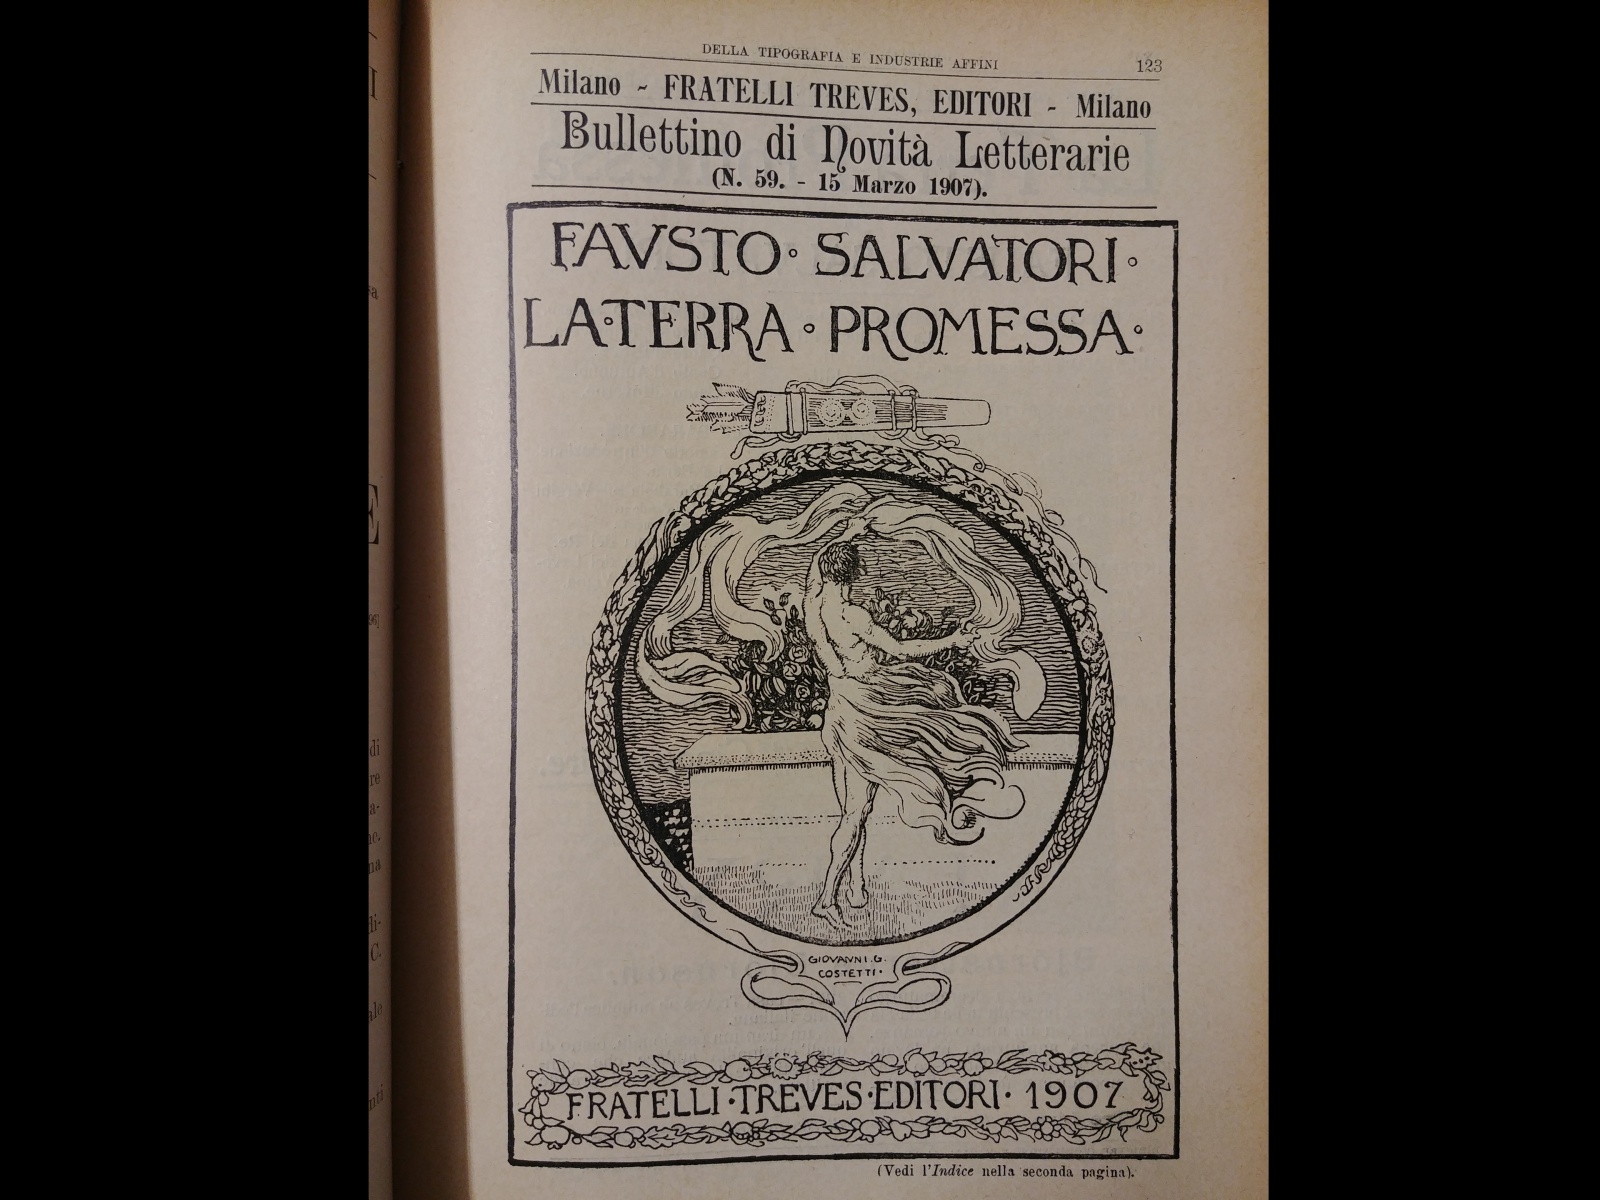 DELLA TIPOGRAFIA E INDUSTRIE AFFINI 123
Milano - FRATELLI TREVES, EDITORI - Milano
Bullettino di Novità Letterarie
(N. 59. - 15 Marzo 1907).
FAVSTO · SALVATORI ·
LA · TERRA · PROMESSA ·
GIOVANNI. G.
COSTETTI ·
FRATELLI · TREVES · EDITORI · 1907
(Vedi l'Indice nella seconda pagina).